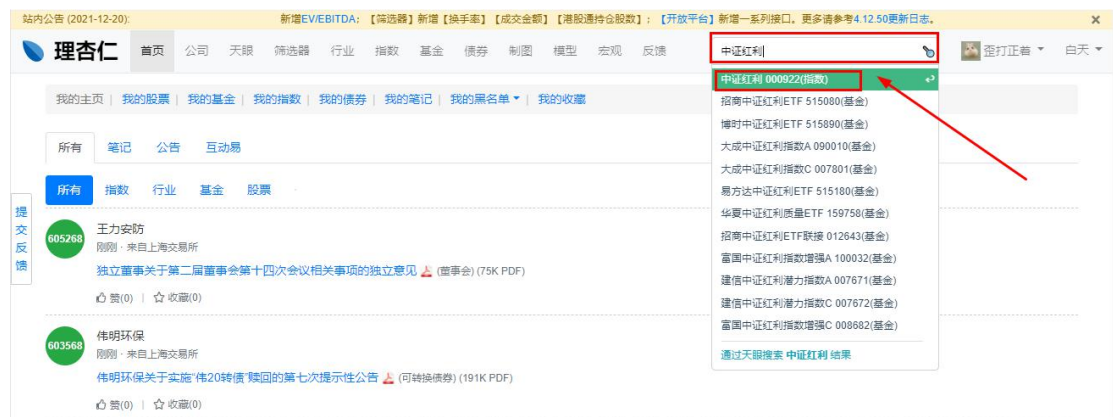 站内公告 (2021-12-20): 新增EV/EBITDA; 【筛选器】新增【换手率】【成交金额】【港股通持仓股数】; 【开放平台】新增一系列接口。更多请参考4.12.50更新日志。 ×
理杏仁 首页 公司 天眼 筛选器 行业 指数 基金 债券 制图 模型 宏观 反馈 中证红利 歪打正着 白天
中证红利 000922(指数)
招商中证红利ETF 515080(基金)
博时中证红利ETF 515890(基金)
大成中证红利指数A 090010(基金)
大成中证红利指数C 007801(基金)
易方达中证红利ETF 515180(基金)
华夏中证红利质量ETF 159758(基金)
招商中证红利ETF联接 012643(基金)
富国中证红利指数增强A 100032(基金)
建信中证红利潜力指数A 007671(基金)
建信中证红利潜力指数C 007672(基金)
富国中证红利指数增强C 008682(基金)
通过天眼搜索 中证红利 结果
我的主页 | 我的股票 | 我的基金 | 我的指数 | 我的债券 | 我的笔记 | 我的黑名单 | 我的收藏
所有 笔记 公告 互动易
所有 指数 行业 基金 股票
提交反馈
605268
王力安防
刚刚 · 来自上海交易所
独立董事关于第二届董事会第十四次会议相关事项的独立意见 (董事会) (75K PDF)
赞(0) | 收藏(0)
603568
伟明环保
刚刚 · 来自上海交易所
伟明环保关于实施“伟20转债”赎回的第七次提示性公告 (可转换债券) (191K PDF)
赞(0) | 收藏(0)